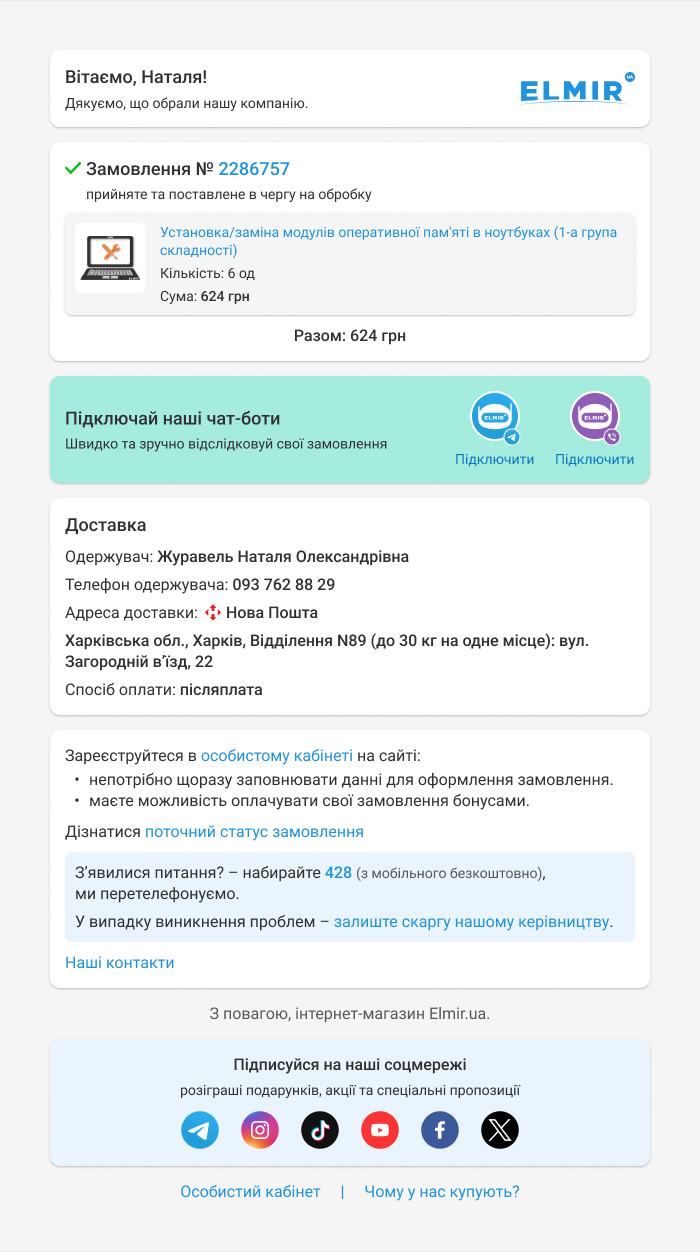 Вітаємо, Наталя!
Дякуємо, що обрали нашу компанію.
ELMIR UA
Замовлення № 2286757
прийняте та поставлене в чергу на обробку
Установка/заміна модулів оперативної пам'яті в ноутбуках (1-а група
складності)
Кількість: 6 од
Сума: 624 грн
ELMIR
Разом: 624 грн
Підключай наші чат-боти
Швидко та зручно відслідковуй свої замовлення
ELMIR
Підключити
ELMIR
Підключити
Доставка
Одержувач: Журавель Наталя Олександрівна
Телефон одержувача: 093 762 88 29
Адреса доставки: Нова Пошта
Харківська обл., Харків, Відділення N89 (до 30 кг на одне місце): вул.
Загородній в’їзд, 22
Спосіб оплати: післяплата
Зареєструйтеся в особистому кабінеті на сайті:
• непотрібно щоразу заповнювати данні для оформлення замовлення.
• маєте можливість оплачувати свої замовлення бонусами.
Дізнатися поточний статус замовлення
З’явилися питання? – набирайте 428 (з мобільного безкоштовно),
ми перетелефонуємо.
У випадку виникнення проблем – залиште скаргу нашому керівництву.
Наші контакти
З повагою, інтернет-магазин Elmir.ua.
Підписуйся на наші соцмережі
розіграші подарунків, акції та спеціальні пропозиції
Особистий кабінет | Чому у нас купують?